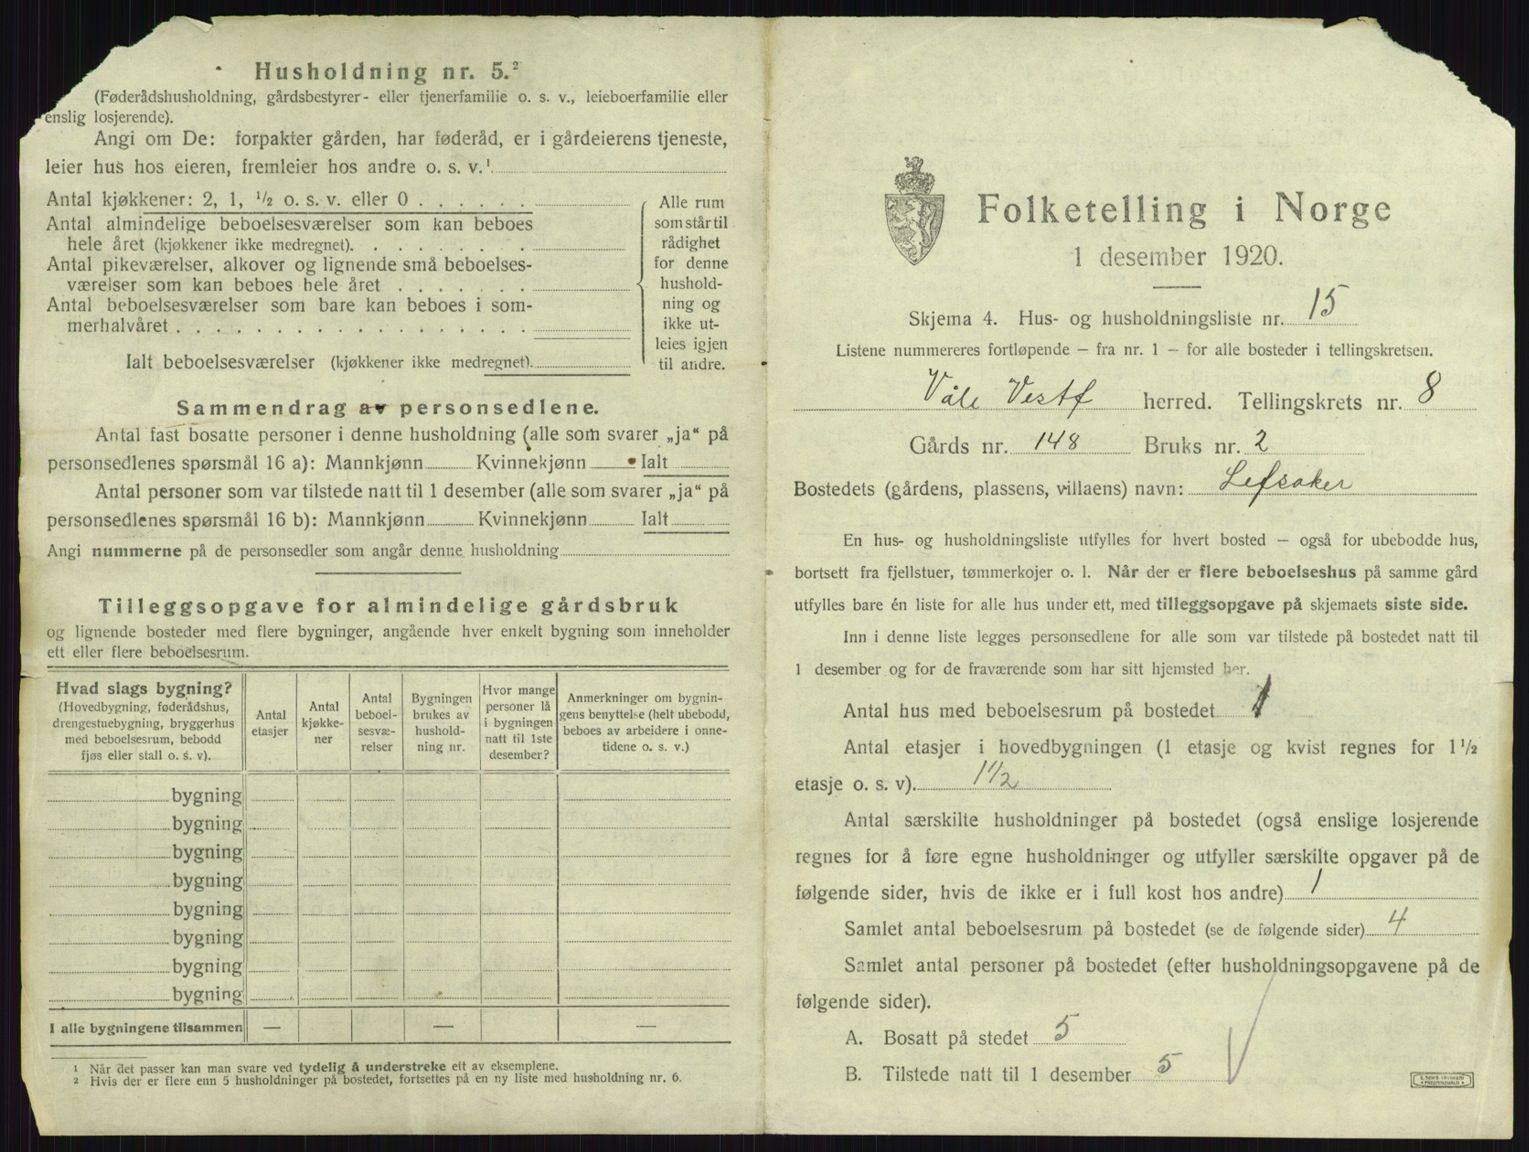 Husholdning nr. 5.²
(Føderådshusholdning, gårdsbestyrer- eller tjenerfamilie o. s. v., leieboerfamilie eller
enslig losjerende).
Angi om De: forpakter gården, har føderåd, er i gårdeierens tjeneste,
leier hus hos eieren, fremleier hos andre o. s. v.¹
Antal kjøkkener: 2, 1, ½ o. s. v. eller 0 . . . . . .
Antal almindelige beboelsesværelser som kan beboes
hele året (kjøkkener ikke medregnet). . . . . . . .
Antal pikeværelser, alkover og lignende små beboelses-
værelser som kan beboes hele året . . . . . . .
Antal beboelsesværelser som bare kan beboes i som-
merhalvåret . . . . . . . . . . . . . . . . .
Ialt beboelsesværelser (kjøkkener ikke medregnet).
Alle rum
som står til
rådighet
for denne
hushold-
ning og
ikke ut-
leies igjen
til andre.
Sammendrag av personsedlene.
Antal fast bosatte personer i denne husholdning (alle som svarer „ja“ på
personsedlenes spørsmål 16 a): Mannkjønn Kvinnekjønn Ialt
Antal personer som var tilstede natt til 1 desember (alle som svarer „ja“ på
personsedlenes spørsmål 16 b): Mannkjønn Kvinnekjønn Ialt
Angi nummerne på de personsedler som angår denne husholdning
Tilleggsopgave for almindelige gårdsbruk
og lignende bosteder med flere bygninger, angående hver enkelt bygning som inneholder
ett eller flere beboelsesrum.
Hvad slags bygning?
(Hovedbygning, føderådshus,
drengestuebygning, bryggerhus
med beboelsesrum, bebodd
fjøs eller stall o. s. v).
Antal
etasjer
Antal
kjøkke-
ner
Antal
beboel-
sesvæ-
relser
Bygningen
brukes av
hushold-
ning nr.
Hvor mange
personer lå
i bygningen
natt til 1ste
desember?
Anmerkninger om bygnin-
gens benyttelse (helt ubebodd,
beboes av arbeidere i onne-
tidene o. s. v.)
bygning
bygning
bygning
bygning
bygning
bygning
bygning
bygning
I alle bygningene tilsammen — — —
¹ Når det passer kan man svare ved tydelig å understreke ett av eksemplene.
² Hvis der er flere enn 5 husholdninger på bostedet, fortsettes på en ny liste med husholdning nr. 6.
Folketelling i Norge
1 desember 1920.
Skjema 4. Hus- og husholdningsliste nr. 15
Listene nummereres fortløpende – fra nr. 1 – for alle bosteder i tellingskretsen.
Våle Vestf herred. Tellingskrets nr. 8
Gårds nr. 148 Bruks nr. 2
Bostedets (gårdens, plassens, villaens) navn: Lefsaker
En hus- og husholdningsliste utfylles for hvert bosted – også for ubebodde hus,
bortsett fra fjellstuer, tømmerkojer o. l. Når der er flere beboelseshus på samme gård
utfylles bare én liste for alle hus under ett, med tilleggsopgave på skjemaets siste side.
Inn i denne liste legges personsedlene for alle som var tilstede på bostedet natt til
1 desember og for de fraværende som har sitt hjemsted her.
Antal hus med beboelsesrum på bostedet 1
Antal etasjer i hovedbygningen (1 etasje og kvist regnes for 1½
etasje o. s. v). 1½
Antal særskilte husholdninger på bostedet (også enslige losjerende
regnes for å føre egne husholdninger og utfyller særskilte opgaver på de
følgende sider, hvis de ikke er i full kost hos andre) 1
Samlet antal beboelsesrum på bostedet (se de følgende sider) 4
Samlet antal personer på bostedet (efter husholdningsopgavene på de
følgende sider).
A. Bosatt på stedet 5
B. Tilstede natt til 1 desember 5